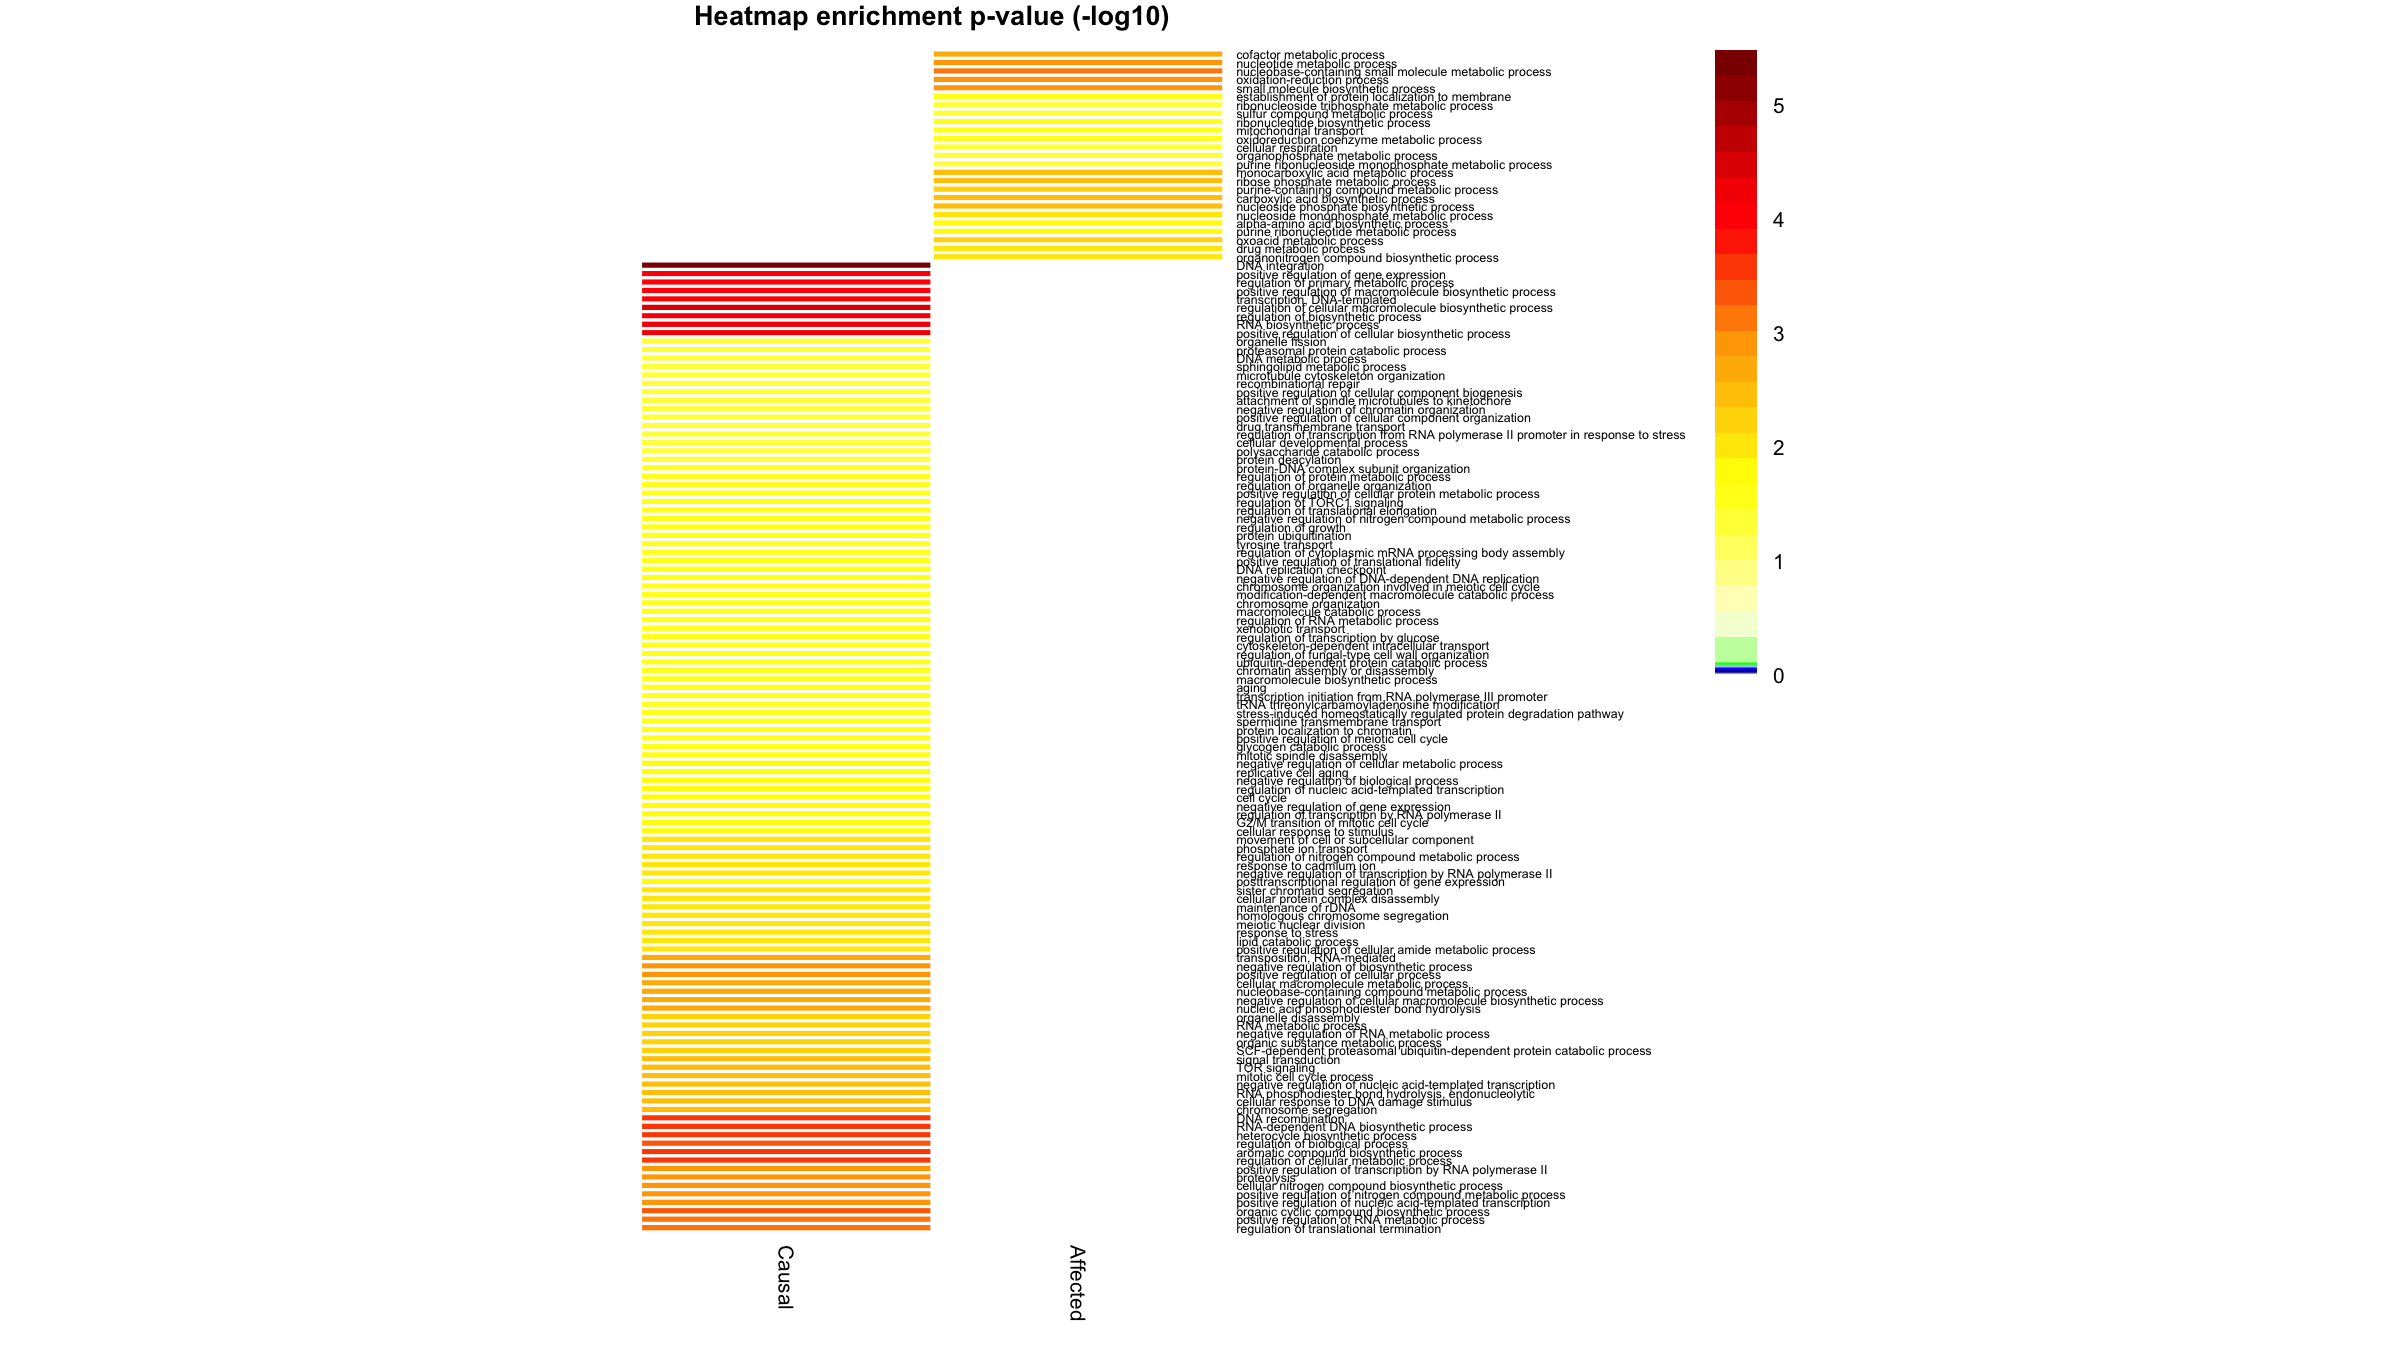 Heatmap enrichment p-value (-log10)
cofactor metabolic process
nucleotide metabolic process
nucleobase-containing small molecule metabolic process
oxidation-reduction process
small molecule biosynthetic process
establishment of protein localization to membrane
ribonucleoside triphosphate metabolic process
sulfur compound metabolic process
ribonucleotide biosynthetic process
mitochondrial transport
oxidoreduction coenzyme metabolic process
cellular respiration
organophosphate metabolic process
purine ribonucleoside monophosphate metabolic process
monocarboxylic acid metabolic process
ribose phosphate metabolic process
purine-containing compound metabolic process
carboxylic acid biosynthetic process
nucleoside phosphate biosynthetic process
nucleoside monophosphate metabolic process
alpha-amino acid biosynthetic process
purine ribonucleotide metabolic process
oxoacid metabolic process
drug metabolic process
organonitrogen compound biosynthetic process
DNA integration
positive regulation of gene expression
regulation of primary metabolic process
positive regulation of macromolecule biosynthetic process
transcription, DNA-templated
regulation of cellular macromolecule biosynthetic process
regulation of biosynthetic process
RNA biosynthetic process
positive regulation of cellular biosynthetic process
organelle fission
proteasomal protein catabolic process
DNA metabolic process
sphingolipid metabolic process
microtubule cytoskeleton organization
recombinational repair
positive regulation of cellular component biogenesis
attachment of spindle microtubules to kinetochore
negative regulation of chromatin organization
positive regulation of cellular component organization
drug transmembrane transport
regulation of transcription from RNA polymerase II promoter in response to stress
cellular developmental process
polysaccharide catabolic process
protein deacylation
protein-DNA complex subunit organization
regulation of protein metabolic process
regulation of organelle organization
positive regulation of cellular protein metabolic process
regulation of TORC1 signaling
regulation of translational elongation
negative regulation of nitrogen compound metabolic process
regulation of growth
protein ubiquitination
tyrosine transport
regulation of cytoplasmic mRNA processing body assembly
positive regulation of translational fidelity
DNA replication checkpoint
negative regulation of DNA-dependent DNA replication
chromosome organization involved in meiotic cell cycle
modification-dependent macromolecule catabolic process
chromosome organization
macromolecule catabolic process
regulation of RNA metabolic process
xenobiotic transport
regulation of transcription by glucose
cytoskeleton-dependent intracellular transport
regulation of fungal-type cell wall organization
ubiquitin-dependent protein catabolic process
chromatin assembly or disassembly
macromolecule biosynthetic process
aging
transcription initiation from RNA polymerase III promoter
tRNA threonylcarbamoyladenosine modification
stress-induced homeostatically regulated protein degradation pathway
spermidine transmembrane transport
protein localization to chromatin
positive regulation of meiotic cell cycle
glycogen catabolic process
mitotic spindle disassembly
negative regulation of cellular metabolic process
replicative cell aging
negative regulation of biological process
regulation of nucleic acid-templated transcription
cell cycle
negative regulation of gene expression
regulation of transcription by RNA polymerase II
G2/M transition of mitotic cell cycle
cellular response to stimulus
movement of cell or subcellular component
phosphate ion transport
regulation of nitrogen compound metabolic process
response to cadmium ion
negative regulation of transcription by RNA polymerase II
posttranscriptional regulation of gene expression
sister chromatid segregation
cellular protein complex disassembly
maintenance of rDNA
homologous chromosome segregation
meiotic nuclear division
response to stress
lipid catabolic process
positive regulation of cellular amide metabolic process
transposition, RNA-mediated
negative regulation of biosynthetic process
positive regulation of cellular process
cellular macromolecule metabolic process
nucleobase-containing compound metabolic process
negative regulation of cellular macromolecule biosynthetic process
nucleic acid phosphodiester bond hydrolysis
organelle disassembly
RNA metabolic process
negative regulation of RNA metabolic process
organic substance metabolic process
SCF-dependent proteasomal ubiquitin-dependent protein catabolic process
signal transduction
TOR signaling
mitotic cell cycle process
negative regulation of nucleic acid-templated transcription
RNA phosphodiester bond hydrolysis, endonucleolytic
cellular response to DNA damage stimulus
chromosome segregation
DNA recombination
RNA-dependent DNA biosynthetic process
heterocycle biosynthetic process
regulation of biological process
aromatic compound biosynthetic process
regulation of cellular metabolic process
positive regulation of transcription by RNA polymerase II
proteolysis
cellular nitrogen compound biosynthetic process
positive regulation of nitrogen compound metabolic process
positive regulation of nucleic acid-templated transcription
organic cyclic compound biosynthetic process
positive regulation of RNA metabolic process
regulation of translational termination
5
4
3
2
1
0
Causal
Affected